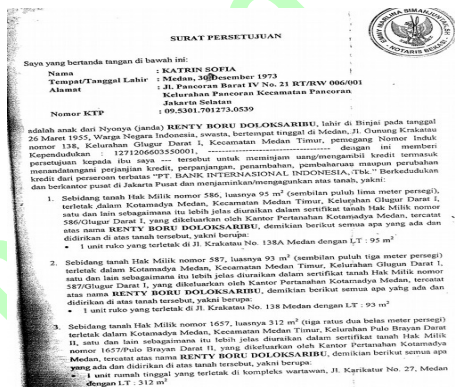 SURAT PERSETUJUAN
NOTARIS BEKASI
Saya yang bertanda tangan di bawah ini:
Nama : KATRIN SOFIA
Tempat/Tanggal Lahir : Medan, 30 Desember 1973
Alamat : Jl. Pancoran Barat IV No. 21 RT/RW 006/001
Kelurahan Pancoran Kecamatan Pancoran
Jakarta Selatan
Nomor KTP : 09.5301.701273.0539
adalah anak dari Nyonya (janda) RENTY BORU DOLOKSARIBU, lahir di Binjai pada tanggal
26 Maret 1955, Warga Negara Indonesia, swasta, bertempat tinggal di Medan, Jl. Gunung Krakatau
nomor 138, Kelurahan Glugur Darat I, Kecamatan Medan Timur, pemegang Nomor Induk
Kependudukan : 1271206603550001, dengan ini memberi
persetujuan kepada ibu saya --- tersebut untuk meminjam uang/mengambil kredit termasuk
menandatangani perjanjian kredit, perpanjangan, penambahan, pembaharuan maupun perubahan
kredit dari perseroan terbatas "PT. BANK INTERNASIONAL INDONESIA, Tbk." Berkedudukan
dan berkantor pusat di Jakarta Pusat dan menjaminkan/mengagunkan atas tanah, yakni:
1. Sebidang tanah Hak Milik nomor 586, luasnya 95 m² (sembilan puluh lima meter persegi),
terletak dalam Kotamadya Medan, Kecamatan Medan Timur, Kelurahan Glugur Darat I,
satu dan lain sebagaimana itu lebih jelas diuraikan dalam sertifikat tanah Hak Milik nomor
586/Glugur Darat I, yang dikeluarkan oleh Kantor Pertanahan Kotamadya Medan, tercatat
atas nama RENTY BORU DOLOKSARIBU, demikian berikut semua apa yang ada dan
didirikan di atas tanah tersebut, yakni berupa:
• 1 unit ruko yang terletak di Jl. Krakatau No. 138A Medan dengan LT : 95 m²
2. Sebidang tanah Hak Milik nomor 587, luasnya 93 m² (sembilan puluh tiga meter persegi)
terletak dalam Kotamadya Medan, Kecamatan Medan Timur, Kelurahan Glugur Darat I,
satu dan lain sebagaimana itu lebih jelas diuraikan dalam sertifikat tanah Hak Milik nomor
587/Glugur Darat I, yang dikeluarkan oleh Kantor Pertanahan Kotamadya Medan, tercatat
atas nama RENTY BORU DOLOKSARIBU, demikian berikut semua apa yang ada dan
didirikan di atas tanah tersebut, yakni berupa:
• 1 unit ruko yang terletak di Jl. Krakatau No. 138 Medan dengan LT : 93 m²
3. Sebidang tanah Hak Milik nomor 1657, luasnya 312 m² (tiga ratus dua belas meter persegi)
terletak dalam Kotamadya Medan, Kecamatan Medan Timur, Kelurahan Pulo Brayan Darat
II, satu dan lain sebagaimana itu lebih jelas diuraikan dalam sertifikat tanah Hak Milik
nomor 1657/Pulo Brayan Darat II, yang dikeluarkan oleh Kantor Pertanahan Kotamadya
Medan, tercatat atas nama RENTY BORU DOLOKSARIBU, demikian berikut semua apa
yang ada dan didirikan di atas tanah tersebut, yakni berupa:
• 1 unit rumah tinggal yang terletak di kompleks wartawan, Jl. Karikatur No. 27, Medan
dengan LT : 312 m²